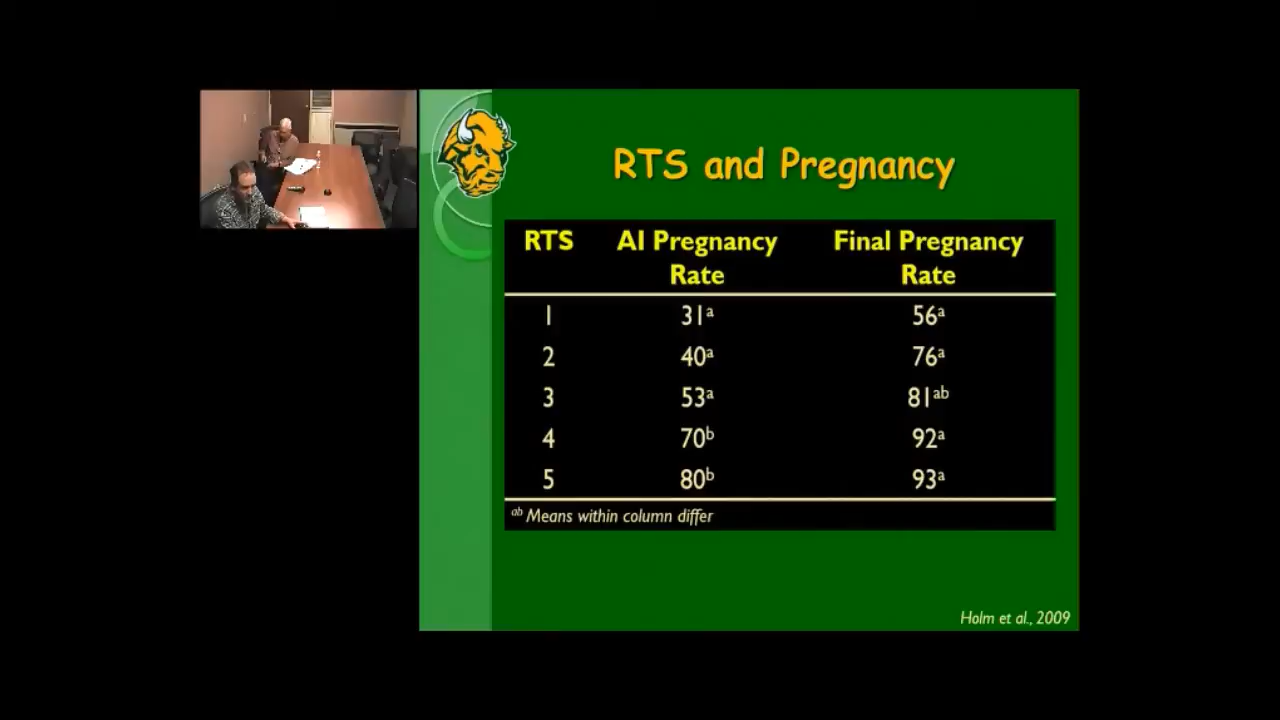 RTS and Pregnancy
RTS AI Pregnancy Rate Final Pregnancy Rate
1 31ᵃ 56ᵃ
2 40ᵃ 76ᵃ
3 53ᵃ 81ᵃᵇ
4 70ᵇ 92ᵃ
5 80ᵇ 93ᵃ
ᵃᵇ Means within column differ
Holm et al., 2009